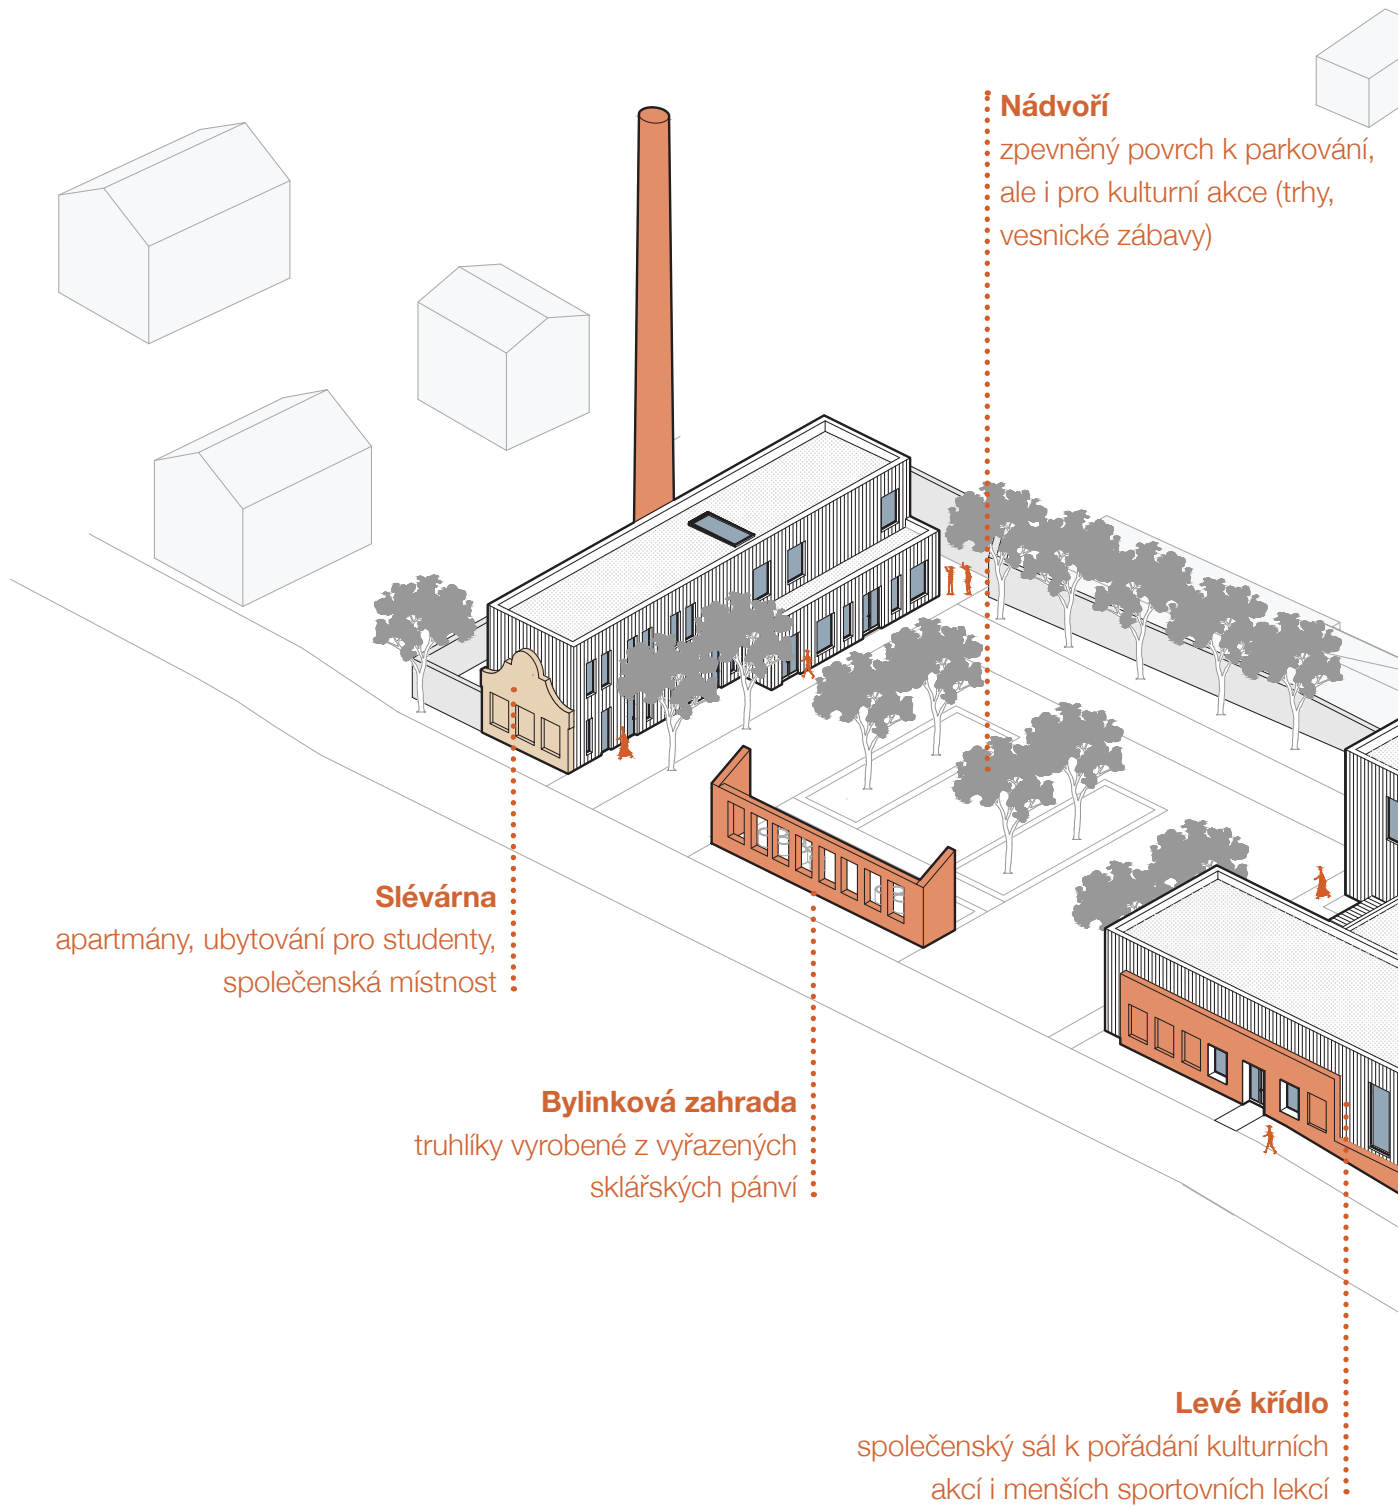 Nádvoří
zpevněný povrch k parkování,
ale i pro kulturní akce (trhy,
vesnické zábavy)
Slévárna
apartmány, ubytování pro studenty,
společenská místnost
Bylinková zahrada
truhlíky vyrobené z vyřazených
sklářských pánví
Levé křídlo
společenský sál k pořádání kulturních
akcí i menších sportovních lekcí